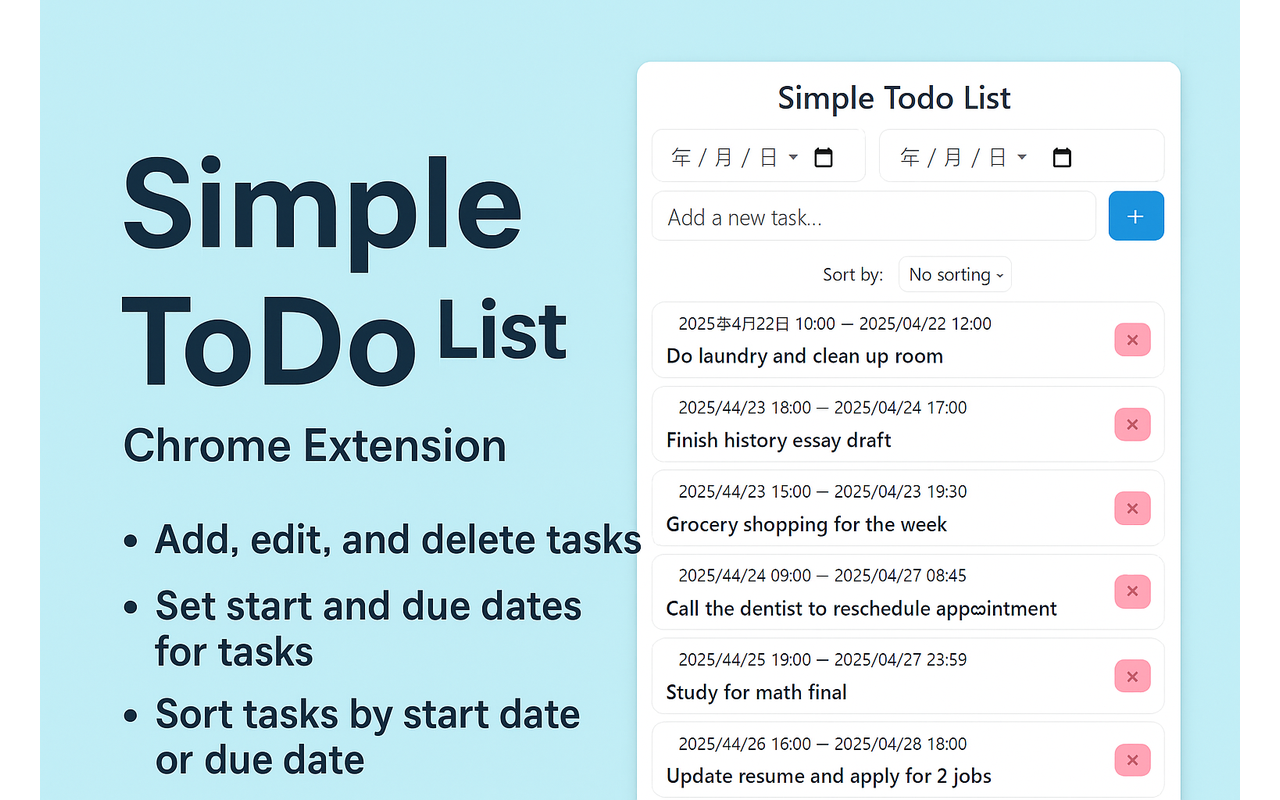 Simple
ToDo List
Chrome Extension
• Add, edit, and delete tasks
• Set start and due dates
for tasks
• Sort tasks by start date
or due date
Simple Todo List
年 / 月 / 日
年 / 月 / 日
Add a new task...
+
Sort by: No sorting
2025年4月22日 10:00 — 2025/04/22 12:00
Do laundry and clean up room
2025/44/23 18:00 — 2025/04/24 17:00
Finish history essay draft
2025/44/23 15:00 — 2025/04/23 19:30
Grocery shopping for the week
2025/44/24 09:00 — 2025/04/27 08:45
Call the dentist to reschedule appointment
2025/44/25 19:00 — 2025/04/27 23:59
Study for math final
2025/44/26 16:00 — 2025/04/28 18:00
Update resume and apply for 2 jobs